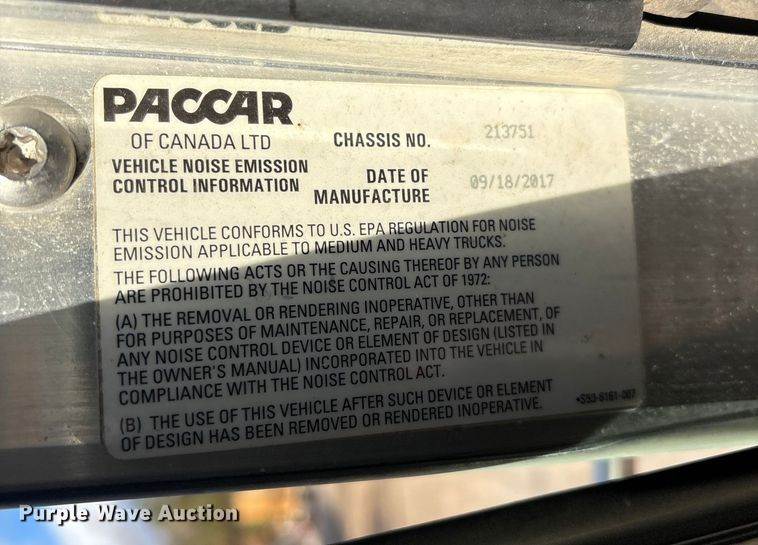 PACCAR
OF CANADA LTD
CHASSIS NO. 213751
VEHICLE NOISE EMISSION
CONTROL INFORMATION
DATE OF
MANUFACTURE 09/18/2017
THIS VEHICLE CONFORMS TO U.S. EPA REGULATION FOR NOISE
EMISSION APPLICABLE TO MEDIUM AND HEAVY TRUCKS.
THE FOLLOWING ACTS OR THE CAUSING THEREOF BY ANY PERSON
ARE PROHIBITED BY THE NOISE CONTROL ACT OF 1972:
(A) THE REMOVAL OR RENDERING INOPERATIVE, OTHER THAN
FOR PURPOSES OF MAINTENANCE, REPAIR, OR REPLACEMENT, OF
ANY NOISE CONTROL DEVICE OR ELEMENT OF DESIGN (LISTED IN
THE OWNER'S MANUAL) INCORPORATED INTO THE VEHICLE IN
COMPLIANCE WITH THE NOISE CONTROL ACT.
(B) THE USE OF THIS VEHICLE AFTER SUCH DEVICE OR ELEMENT
OF DESIGN HAS BEEN REMOVED OR RENDERED INOPERATIVE.
•S53-6161-007
Purple Wave Auction